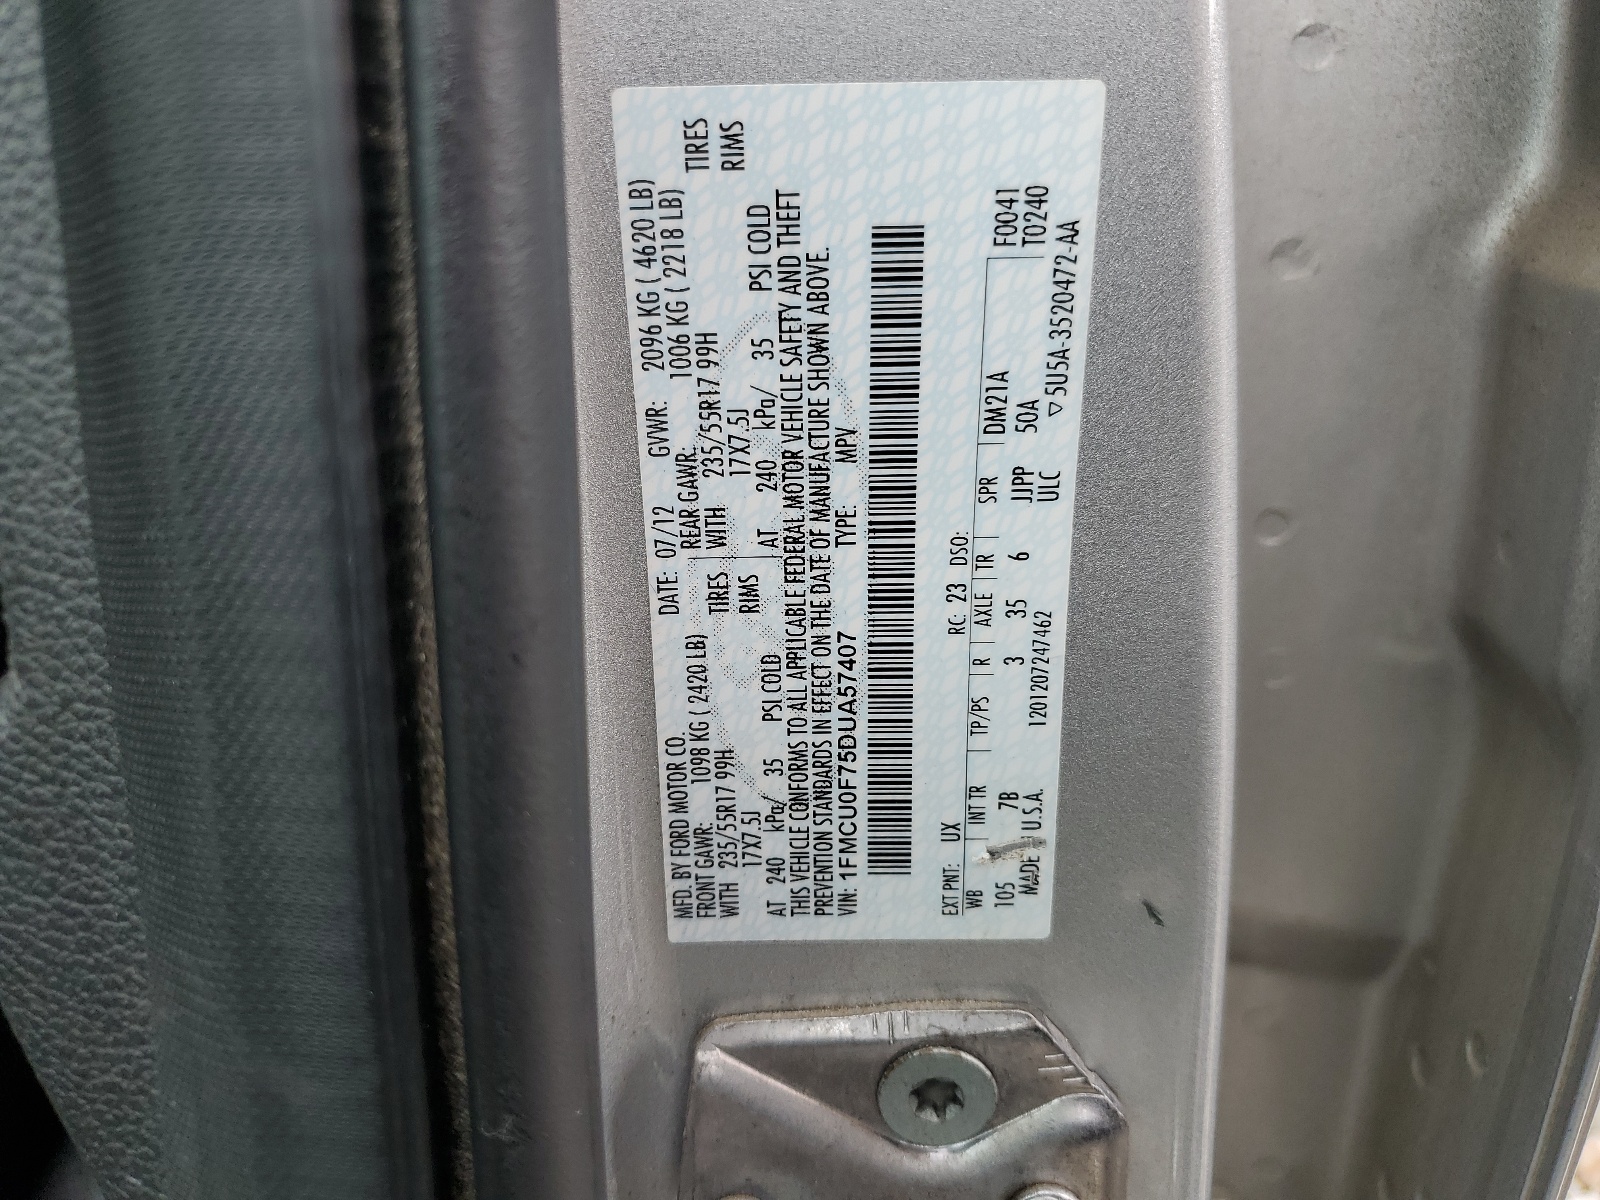 MFD. BY FORD MOTOR CO. DATE: 07/12 GVWR: 2096 KG ( 4620 LB)
FRONT GAWR: 1098 KG ( 2420 LB) REAR GAWR: 1006 KG ( 2218 LB)
WITH 235/55R17 99H TIRES WITH 235/55R17 99H TIRES
17X7.5J RIMS 17X7.5J RIMS
AT 240 kPa/ 35 PSI COLD AT 240 kPa/ 35 PSI COLD
THIS VEHICLE CONFORMS TO ALL APPLICABLE FEDERAL MOTOR VEHICLE SAFETY AND THEFT
PREVENTION STANDARDS IN EFFECT ON THE DATE OF MANUFACTURE SHOWN ABOVE.
VIN: 1FMCU0F75DUA57407 TYPE: MPV
EXT PNT: UX RC: 23 DSO:
WB INT TR TP/PS R AXLE TR SPR DM21A F0041
105 7B 3 35 6 JJPP 50A T0240
MADE U.S.A. 1201207247462 ULC ▽5U5A-3520472-AA